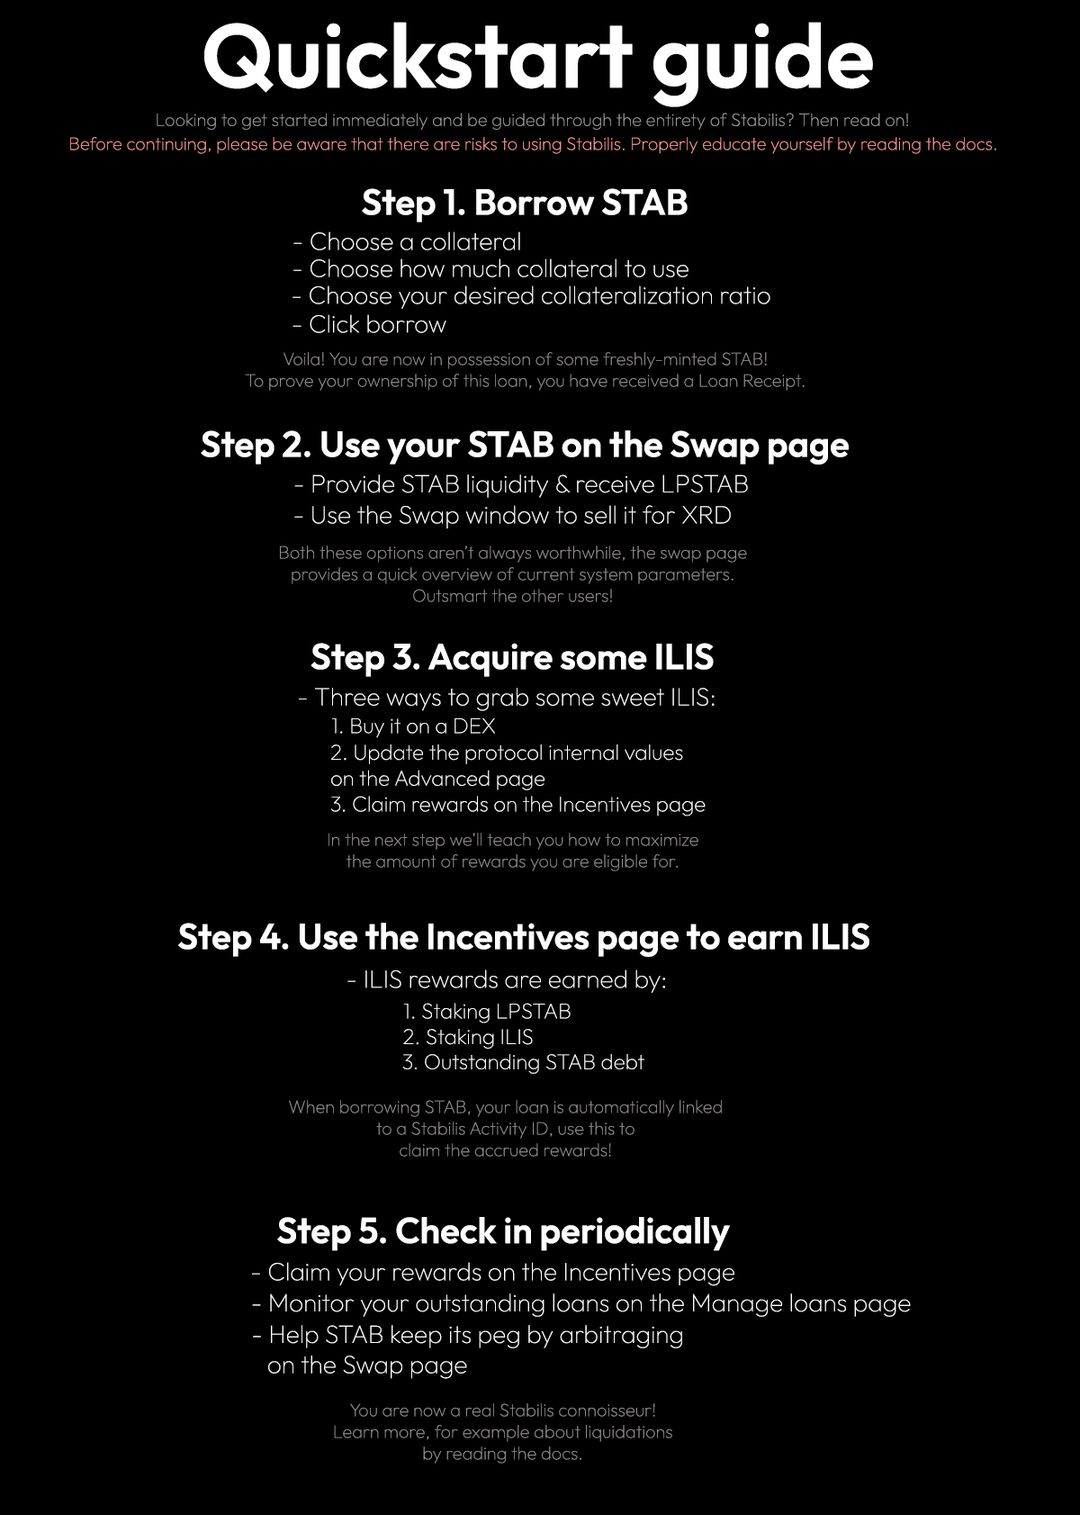 Quickstart guide
Looking to get started immediately and be guided through the entirety of Stabilis? Then read on!
Before continuing, please be aware that there are risks to using Stabilis. Properly educate yourself by reading the docs.
Step 1. Borrow STAB
- Choose a collateral
- Choose how much collateral to use
- Choose your desired collateralization ratio
- Click borrow
Voila! You are now in possession of some freshly-minted STAB!
To prove your ownership of this loan, you have received a Loan Receipt.
Step 2. Use your STAB on the Swap page
- Provide STAB liquidity & receive LPSTAB
- Use the Swap window to sell it for XRD
Both these options aren't always worthwhile, the swap page
provides a quick overview of current system parameters.
Outsmart the other users!
Step 3. Acquire some ILIS
- Three ways to grab some sweet ILIS:
1. Buy it on a DEX
2. Update the protocol internal values
on the Advanced page
3. Claim rewards on the Incentives page
In the next step we'll teach you how to maximize
the amount of rewards you are eligible for.
Step 4. Use the Incentives page to earn ILIS
- ILIS rewards are earned by:
1. Staking LPSTAB
2. Staking ILIS
3. Outstanding STAB debt
When borrowing STAB, your loan is automatically linked
to a Stabilis Activity ID, use this to
claim the accrued rewards!
Step 5. Check in periodically
- Claim your rewards on the Incentives page
- Monitor your outstanding loans on the Manage loans page
- Help STAB keep its peg by arbitraging
on the Swap page
You are now a real Stabilis connoisseur!
Learn more, for example about liquidations
by reading the docs.